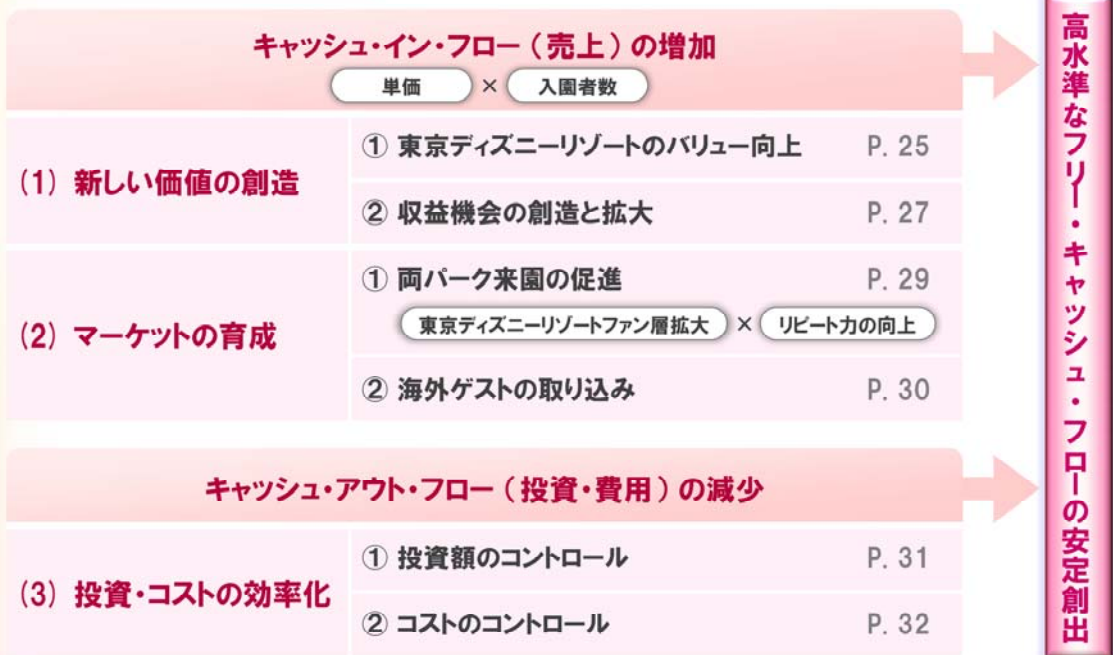 キャッシュ・イン・フロー（売上）の増加
単価 × 入園者数
(1) 新しい価値の創造
① 東京ディズニーリゾートのバリュー向上 P. 25
② 収益機会の創造と拡大 P. 27
(2) マーケットの育成
① 両パーク来園の促進 P. 29
東京ディズニーリゾートファン層拡大 × リピート力の向上
② 海外ゲストの取り込み P. 30
キャッシュ・アウト・フロー（投資・費用）の減少
(3) 投資・コストの効率化
① 投資額のコントロール P. 31
② コストのコントロール P. 32
高水準なフリー・キャッシュ・フローの安定創出